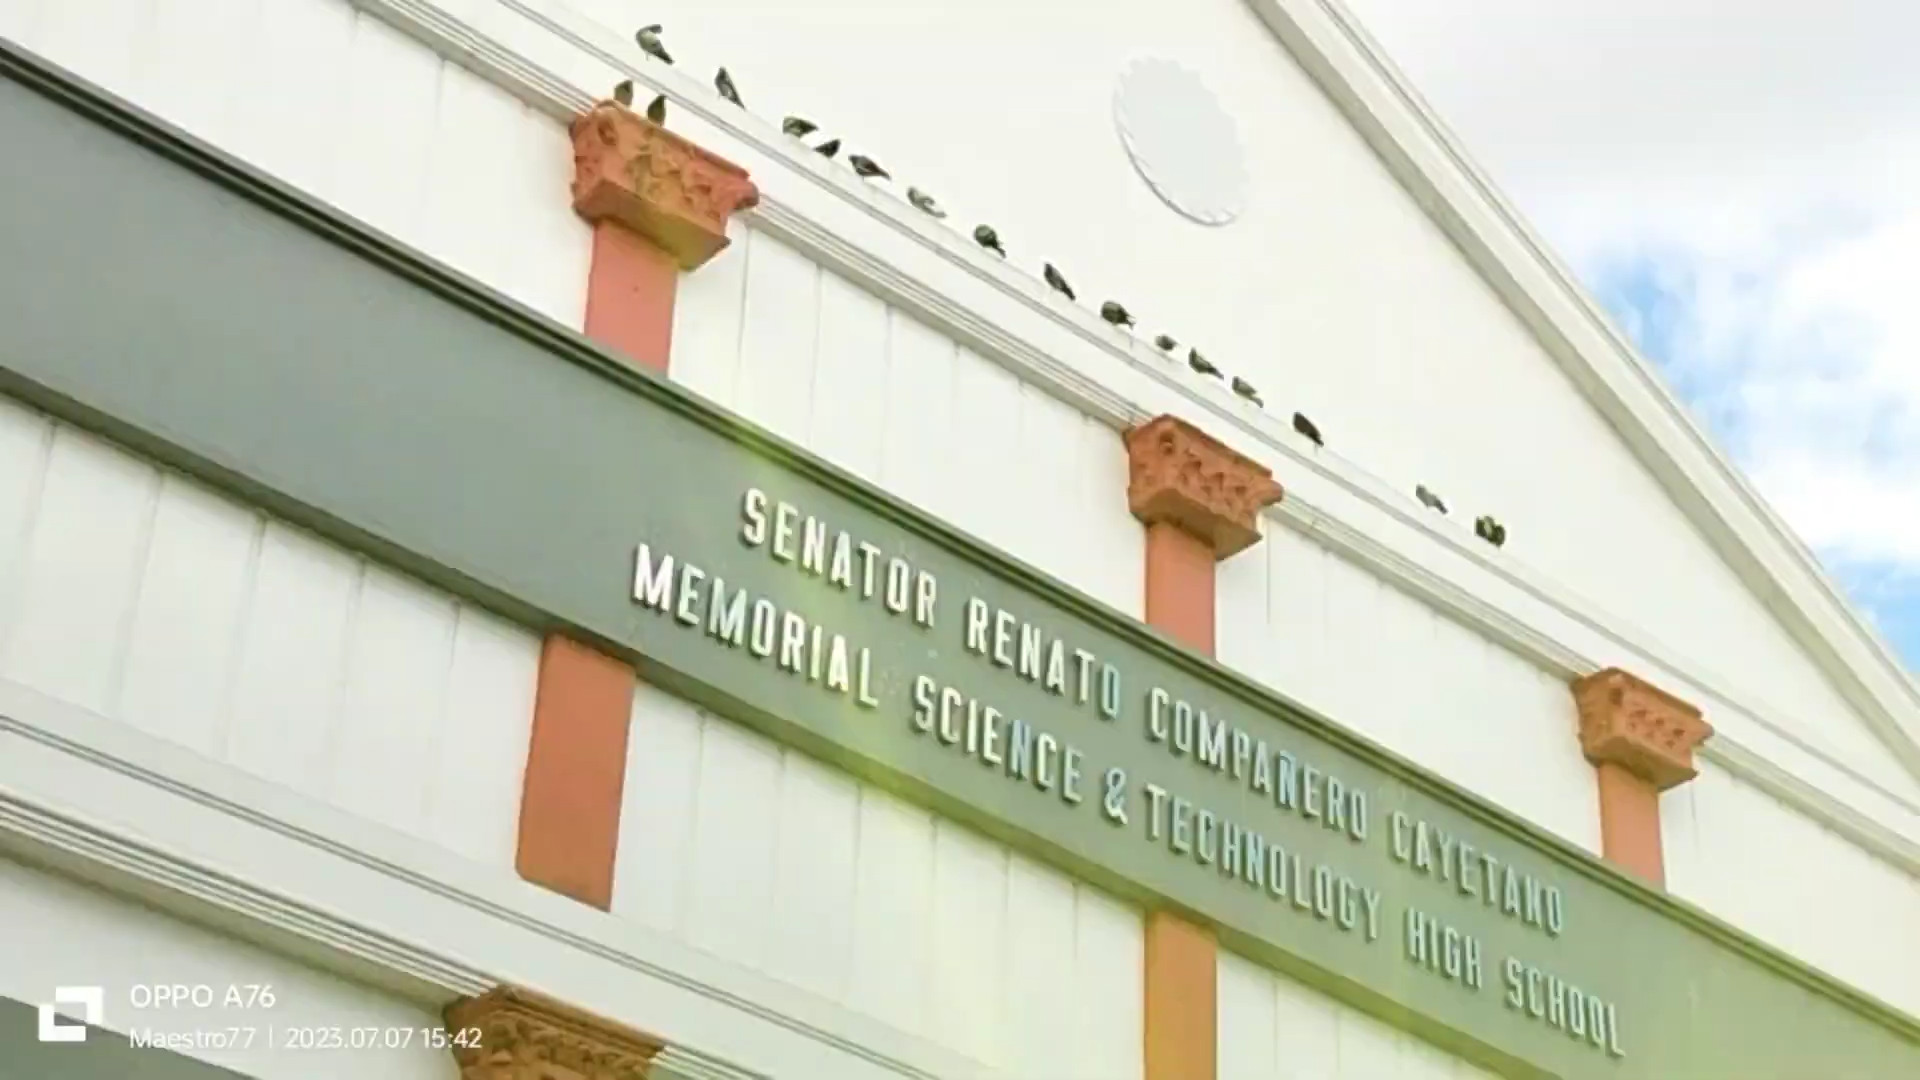 SENATOR RENATO COMPAÑERO CAYETANO
MEMORIAL SCIENCE & TECHNOLOGY HIGH SCHOOL
OPPO A76
Maestro77 | 2023.07.07 15:42